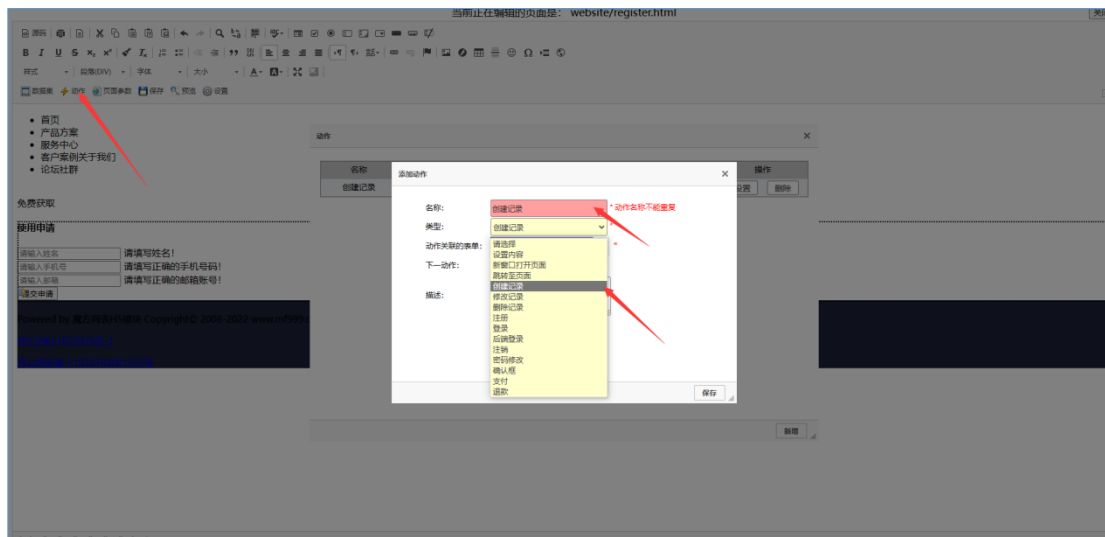 当前正在编辑的页面是： website/register.html
源码
B I U S
样式 段落(DIV) 字体 大小
数据集 动作 页面参数 保存 预览 设置
首页
产品方案
服务中心
客户案例关于我们
论坛社群
免费获取
使用申请
请输入姓名 请填写姓名！
请输入手机号 请填写正确的手机号码！
请输入邮箱 请填写正确的邮箱账号！
提交申请
动作 ×
名称 操作
创建记录 设置 删除
添加动作 ×
名称： 创建记录 * 动作名称不能重复
类型： 创建记录 *
动作关联的表单： *
下一动作：
描述：
请选择
设置内容
新窗口打开页面
跳转至页面
创建记录
修改记录
删除记录
注册
登录
后端登录
注销
密码修改
确认框
支付
退款
保存
新增